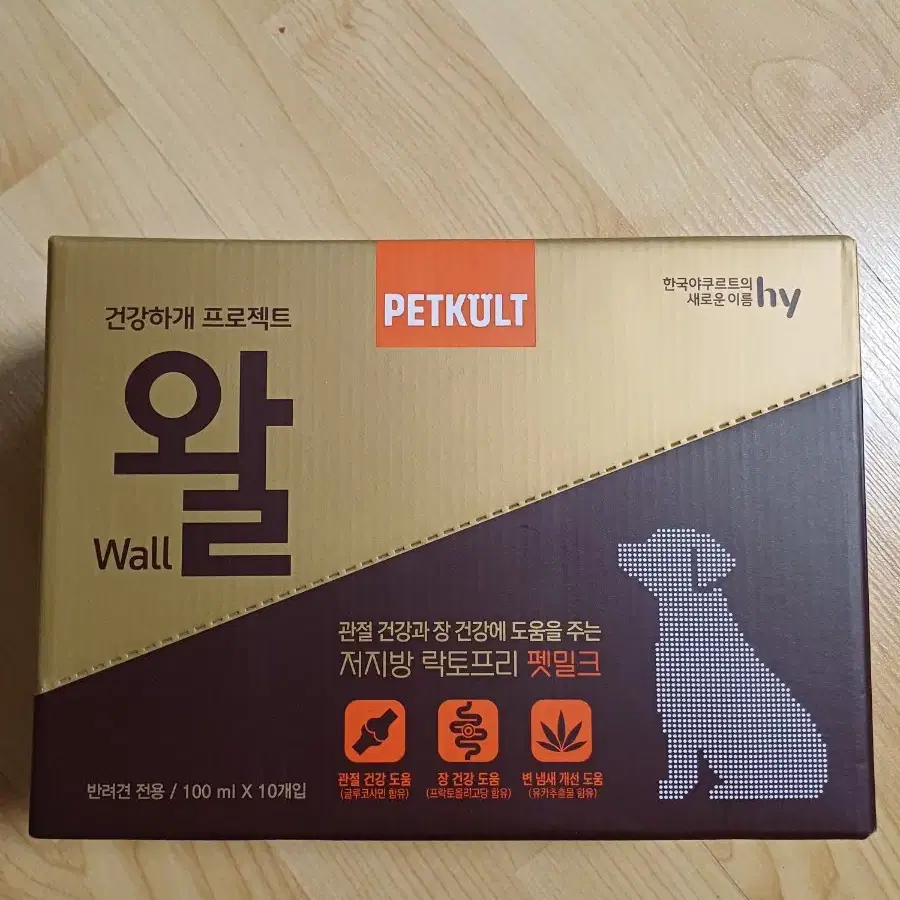 건강하개 프로젝트
왈
Wall
PETKÜLT
한국야쿠르트의
새로운 이름 hy
관절 건강과 장 건강에 도움을 주는
저지방 락토프리 펫밀크
관절 건강 도움
(글루코사민 함유)
장 건강 도움
(프락토올리고당 함유)
변 냄새 개선 도움
(유카추출물 함유)
반려견 전용 / 100 ml X 10개입